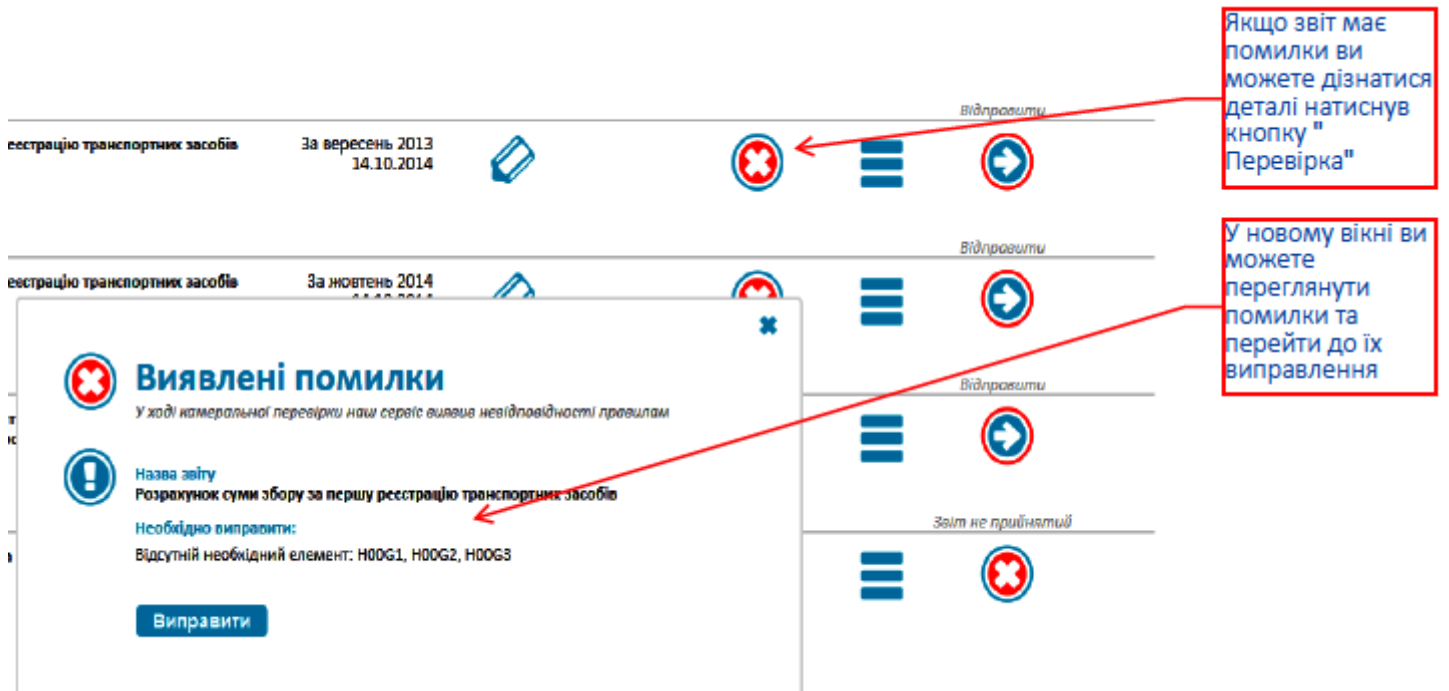 Якщо звіт має
помилки ви
можете дізнатися
деталі натиснув
кнопку "
Перевірка"
Відправити
еєстрацію транспортних засобів За вересень 2013
14.10.2014
У новому вікні ви
можете
переглянути
помилки та
перейти до їх
виправлення
Відправити
еєстрацію транспортних засобів За жовтень 2014
Виявлені помилки
У ході камеральної перевірки наш сервіс виявив невідповідності правилам
Відправити
Назва звіту
Розрахунок суми збору за першу реєстрацію транспортних засобів
Необхідно виправити:
Звіт не прийнятий
Відсутній необхідний елемент: H00G1, H00G2, H00G3
Виправити